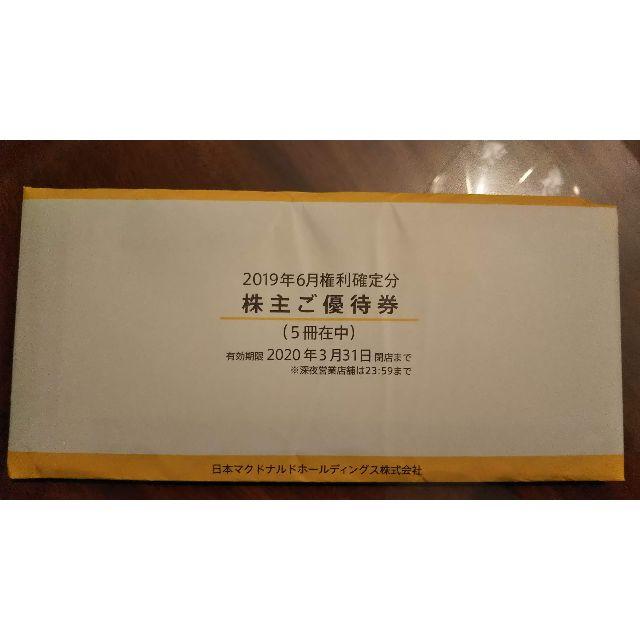 2019年6月権利確定分
株主ご優待券
(5冊在中)
有効期限 2020年3月31日 閉店まで
※深夜営業店舗は23:59まで
日本マクドナルドホールディングス株式会社